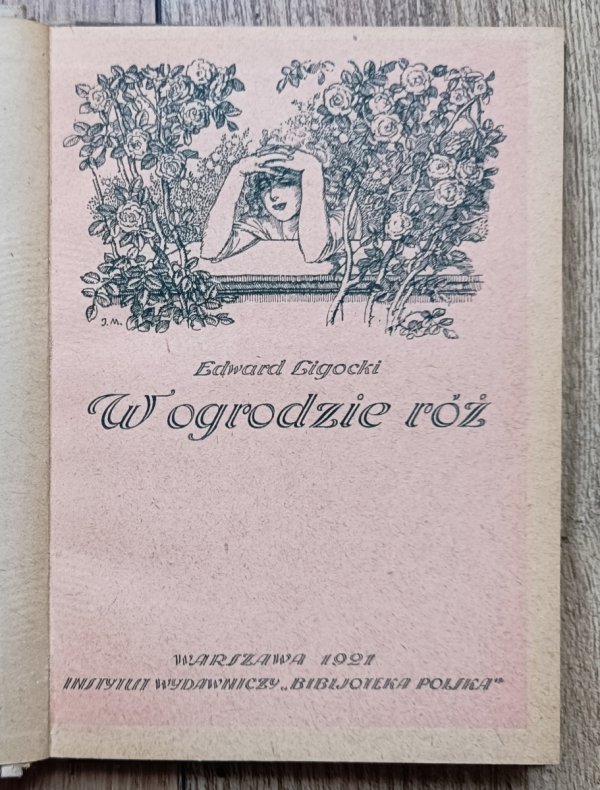 J.M.
Edward Ligocki
W ogrodzie róż
WARSZAWA 1921
INSTYTUT WYDAWNICZY „BIBLJOTEKA POLSKA"